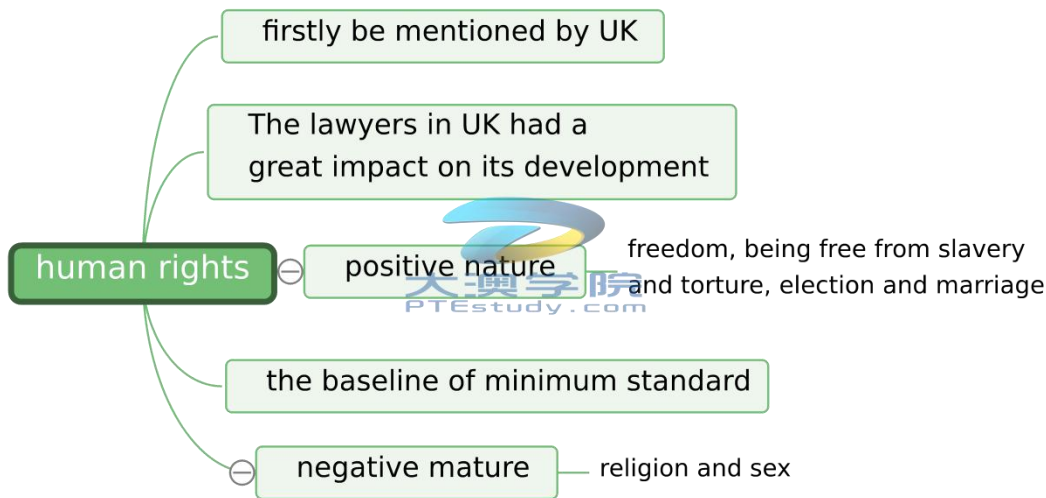 firstly be mentioned by UK
The lawyers in UK had a
great impact on its development
human rights
positive nature
freedom, being free from slavery
and torture, election and marriage
大澳学院
PTEstudy.com
the baseline of minimum standard
negative mature
religion and sex